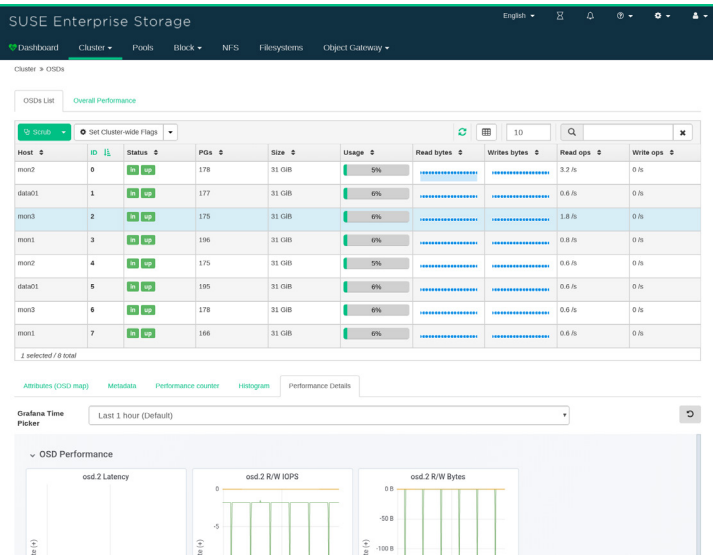 SUSE Enterprise Storage
English
Dashboard Cluster Pools Block NFS Filesystems Object Gateway
Cluster » OSDs
OSDs List Overall Performance
Scrub Set Cluster-wide Flags 10
Host ID Status PGs Size Usage Read bytes Writes bytes Read ops Write ops
mon2 0 in up 178 31 GiB 5% 3.2 /s 0 /s
data01 1 in up 177 31 GiB 6% 0.6 /s 0 /s
mon3 2 in up 175 31 GiB 6% 1.8 /s 0 /s
mon1 3 in up 196 31 GiB 6% 0.8 /s 0 /s
mon2 4 in up 175 31 GiB 5% 0.6 /s 0 /s
data01 5 in up 195 31 GiB 6% 0.6 /s 0 /s
mon3 6 in up 178 31 GiB 6% 0.6 /s 0 /s
mon1 7 in up 166 31 GiB 6% 0.6 /s 0 /s
1 selected / 8 total
Attributes (OSD map) Metadata Performance counter Histogram Performance Details
Grafana Time Picker Last 1 hour (Default)
OSD Performance
osd.2 Latency osd.2 R/W IOPS osd.2 R/W Bytes
0 0 B
-5 -50 B
-100 B